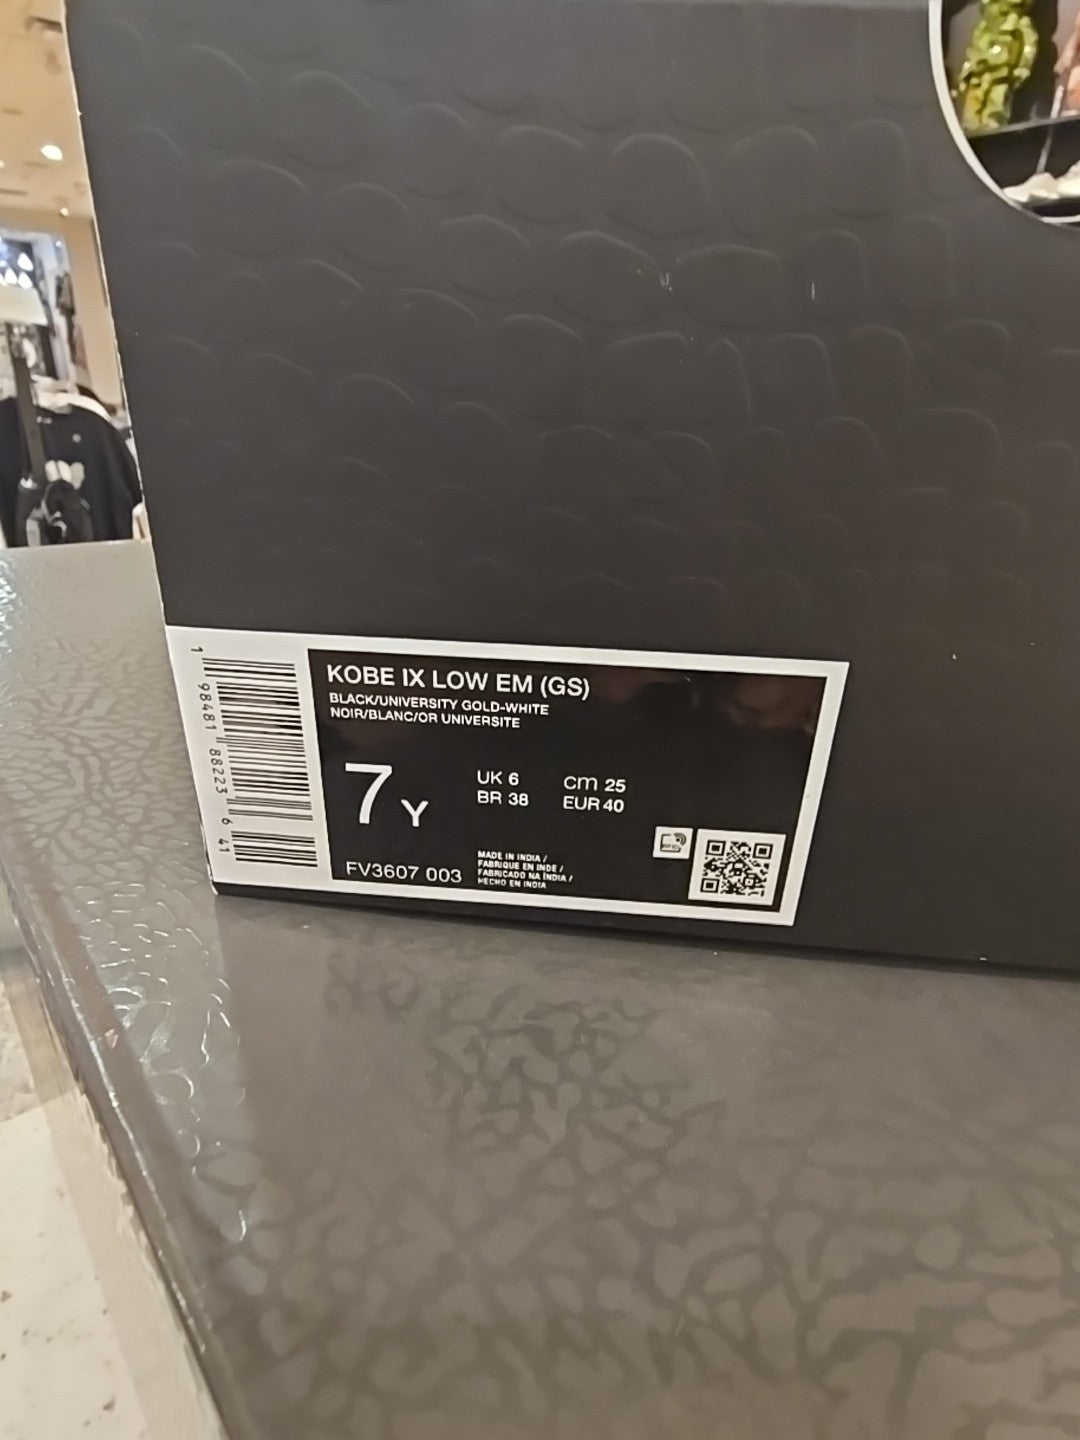 KOBE IX LOW EM (GS)
BLACK/UNIVERSITY GOLD-WHITE
NOIR/BLANC/OR UNIVERSITE
7Y
UK 6 cm 25
BR 38 EUR 40
FV3607 003
MADE IN INDIA /
FABRIQUE EN INDE /
FABRICADO NA ÍNDIA /
HECHO EN INDIA
1 98481 88223 6 41